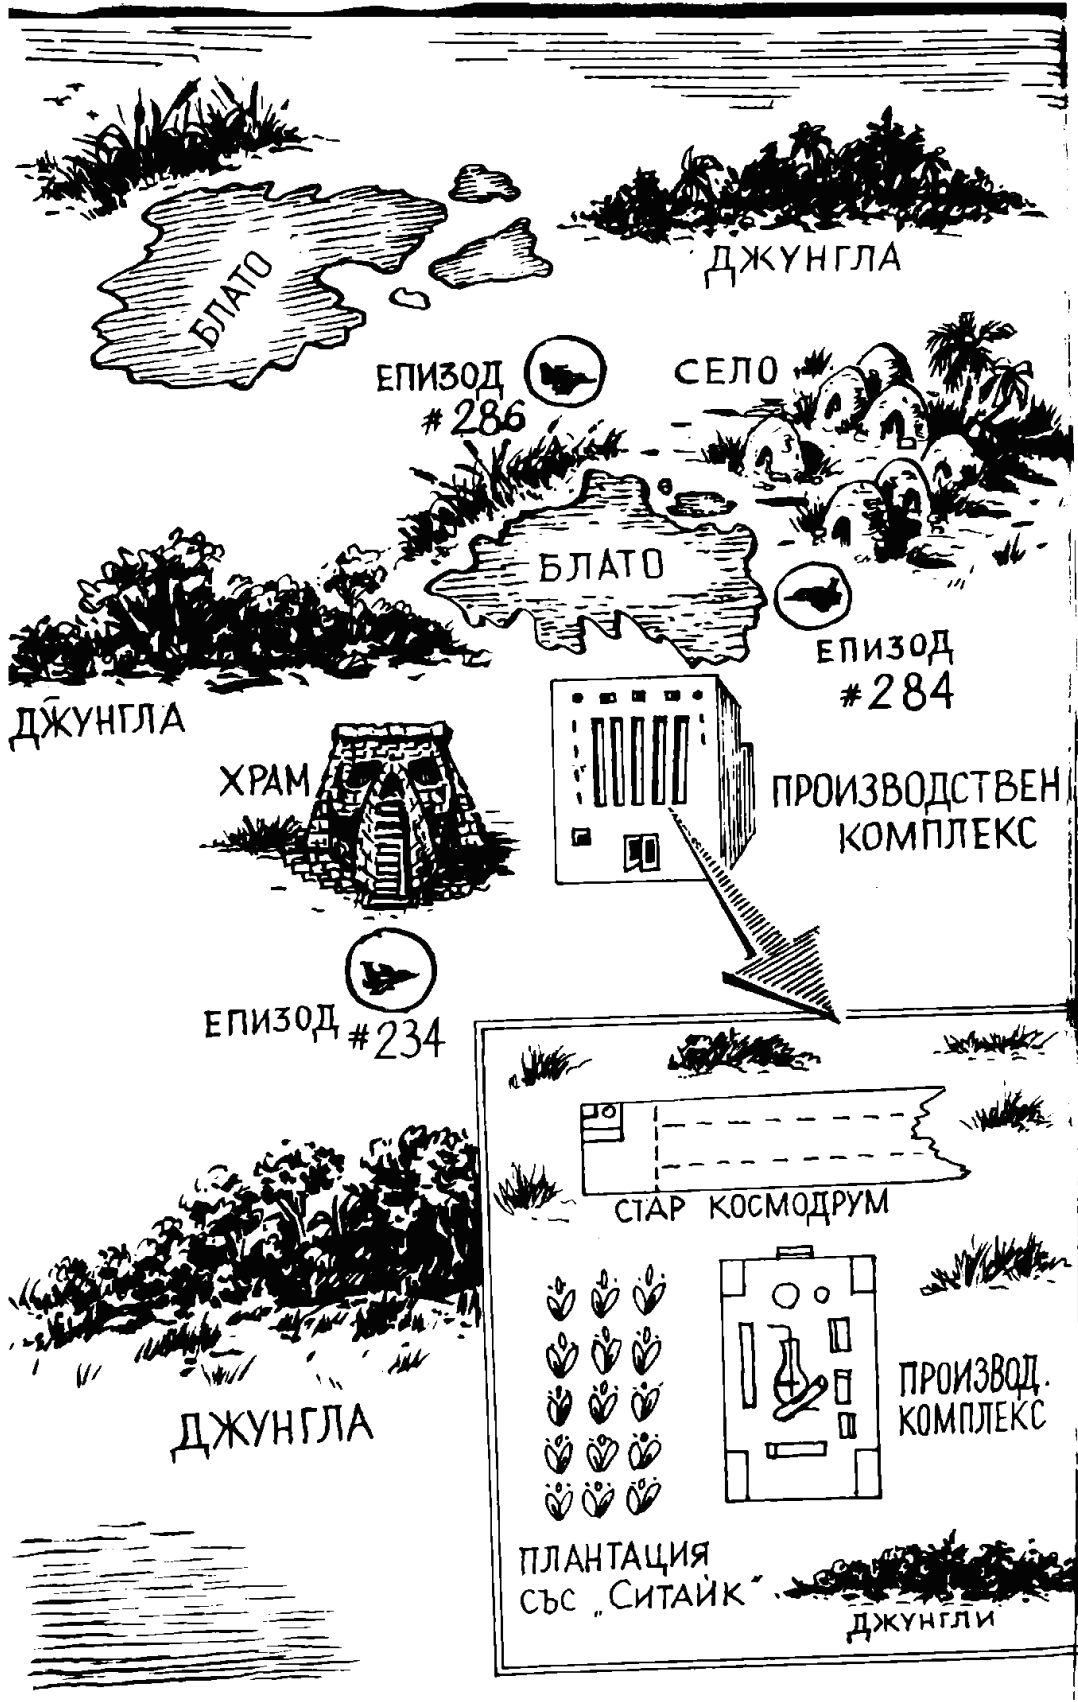 ДЖУНГЛА
БЛАТО
ЕПИЗОД
#286
СЕЛО
БЛАТО
ЕПИЗОД
#284
ДЖУНГЛА
ХРАМ
ПРОИЗВОДСТВЕН
КОМПЛЕКС
ЕПИЗОД #234
СТАР КОСМОДРУМ
ПРОИЗВОД.
КОМПЛЕКС
ДЖУНГЛА
ПЛАНТАЦИЯ
СЪС „СИТАЙК“
ДЖУНГЛИ